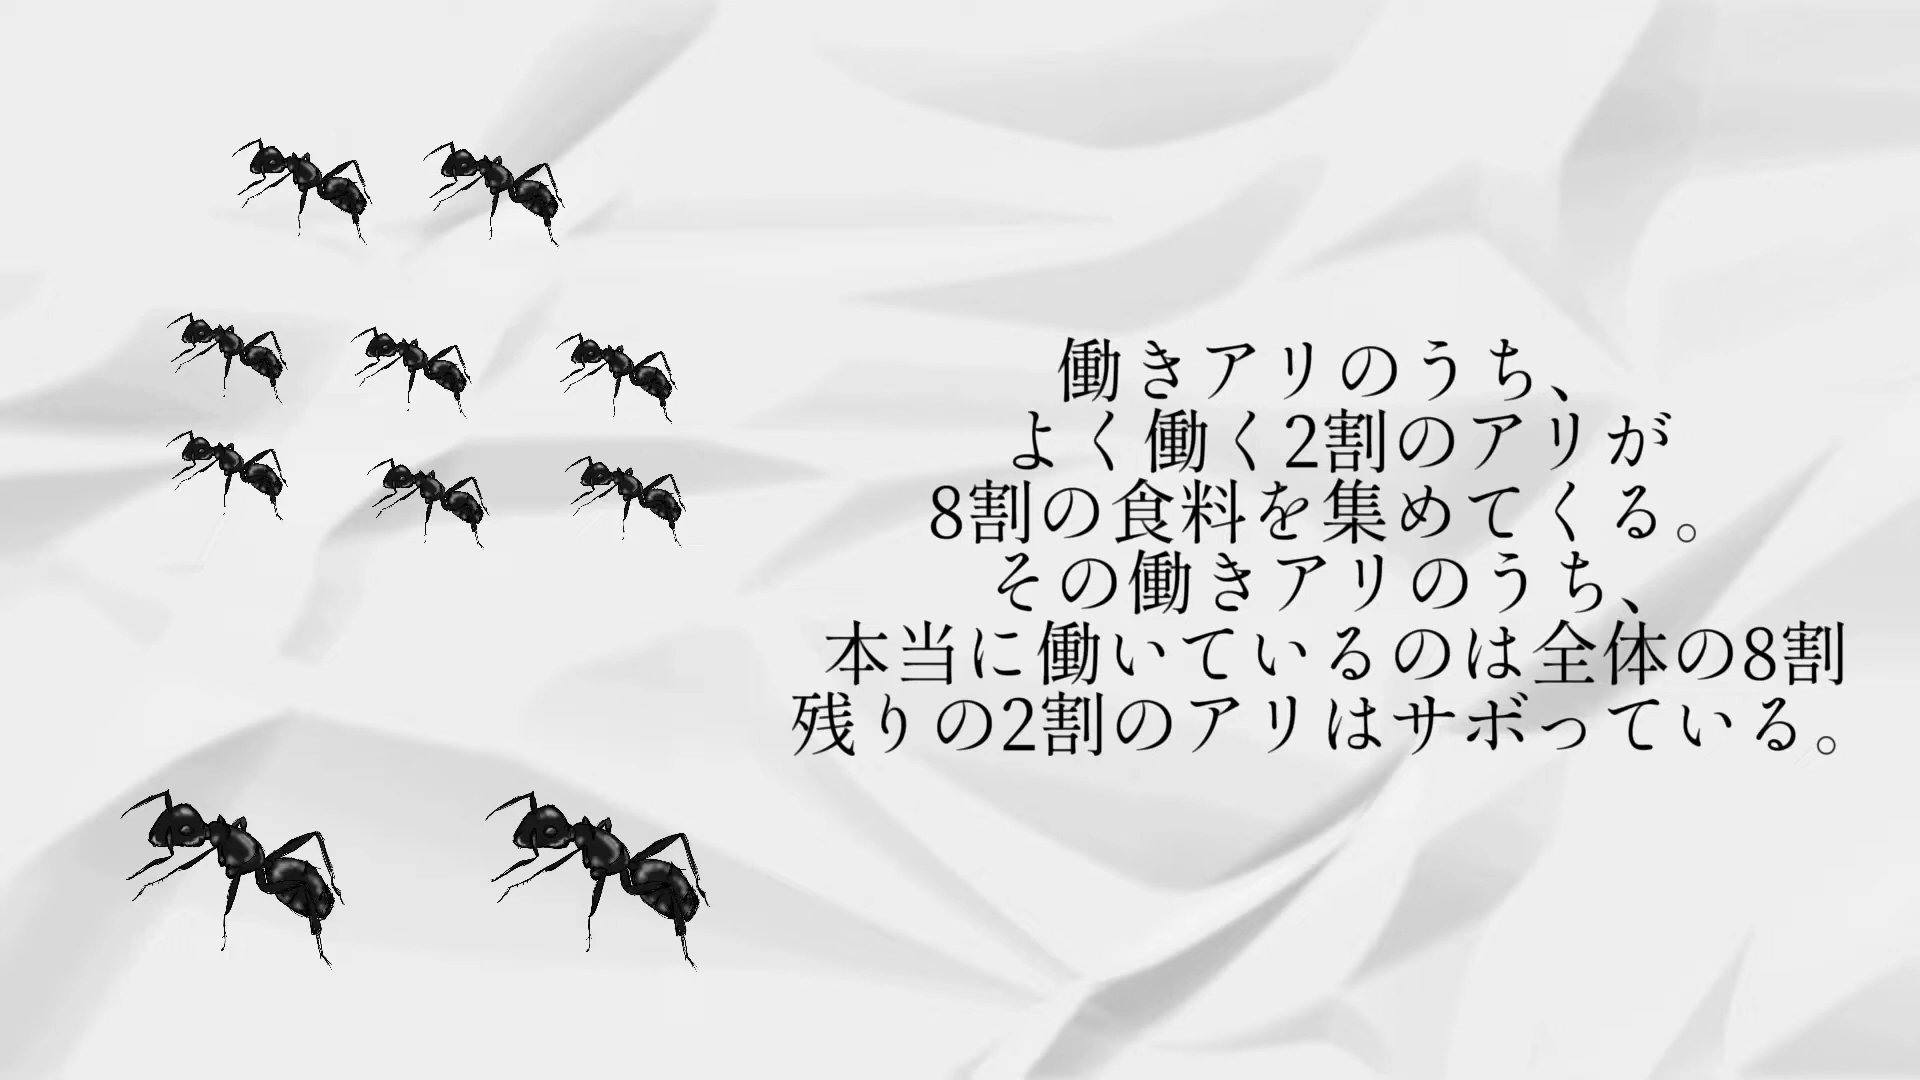 働きアリのうち、
よく働く2割のアリが
8割の食料を集めてくる。
その働きアリのうち、
本当に働いているのは全体の8割
残りの2割のアリはサボっている。